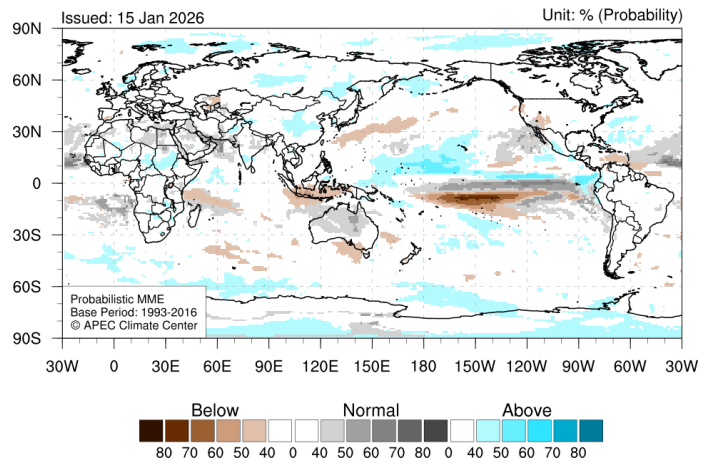 Issued: 15 Jan 2026
Unit: % (Probability)
90N
60N
30N
0
30S
60S
90S
Probabilistic MME
Base Period: 1993-2016
© APEC Climate Center
30W 0 30E 60E 90E 120E 150E 180 150W 120W 90W 60W 30W
Below Normal Above
80 70 60 50 40 0 40 50 60 70 80 0 40 50 60 70 80